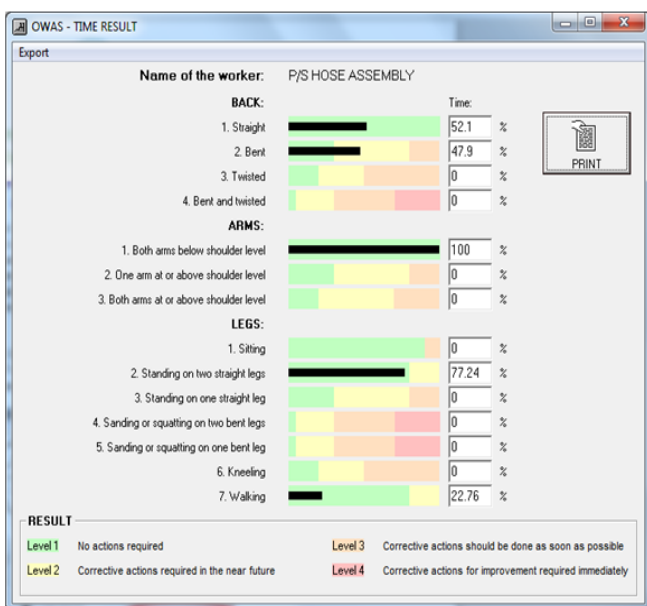 OWAS - TIME RESULT
Export
Name of the worker: P/S HOSE ASSEMBLY
BACK: Time:
1. Straight 52.1 %
2. Bent 47.9 %
3. Twisted 0 %
4. Bent and twisted 0 %
PRINT
ARMS:
1. Both arms below shoulder level 100 %
2. One arm at or above shoulder level 0 %
3. Both arms at or above shoulder level 0 %
LEGS:
1. Sitting 0 %
2. Standing on two straight legs 77.24 %
3. Standing on one straight leg 0 %
4. Sanding or squatting on two bent legs 0 %
5. Sanding or squatting on one bent leg 0 %
6. Kneeling 0 %
7. Walking 22.76 %
RESULT
Level 1 No actions required Level 3 Corrective actions should be done as soon as possible
Level 2 Corrective actions required in the near future Level 4 Corrective actions for improvement required immediately